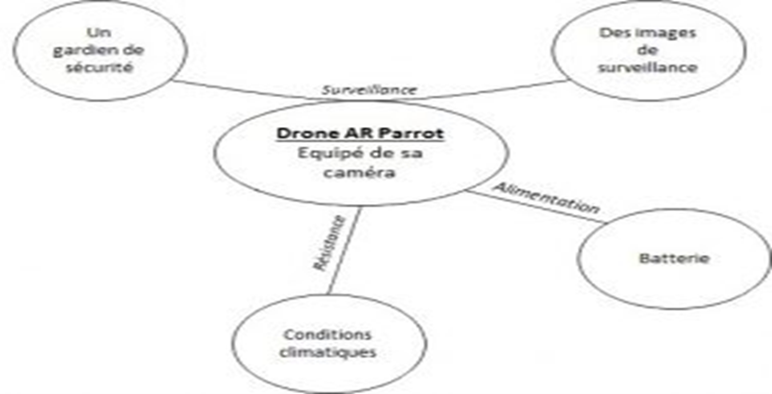 Un
gardien de
sécurité
Des images
de
surveillance
Surveillance
Drone AR Parrot
Equipé de sa
caméra
Alimentation
Résistance
Batterie
Conditions
climatiques